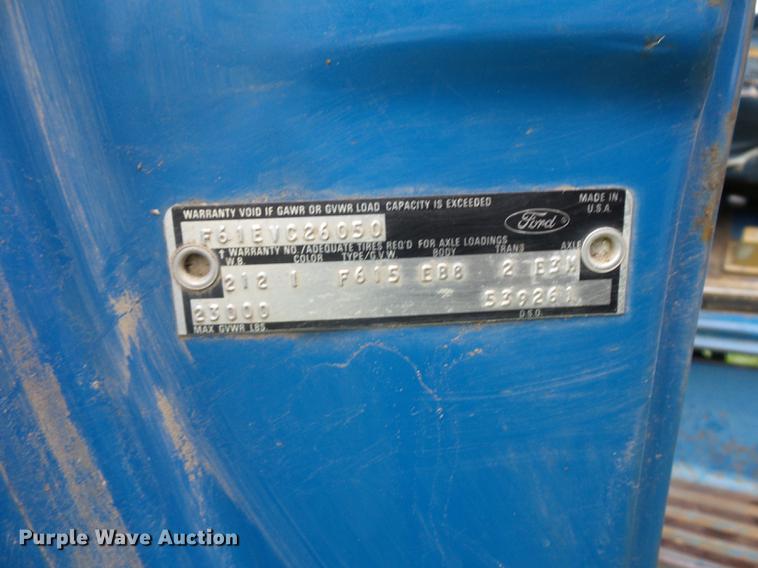 WARRANTY VOID IF GAWR OR GVWR LOAD CAPACITY IS EXCEEDED
Ford
MADE IN
U.S.A.
F61EVC26050
↑ WARRANTY NO./ADEQUATE TIRES REQ'D FOR AXLE LOADINGS
W.B. COLOR TYPE/G.V.W. BODY TRANS AXLE
212 1 F615 EB8 2 E3M
23000 539261
MAX GVWR LBS. D.S.O.
Purple Wave Auction